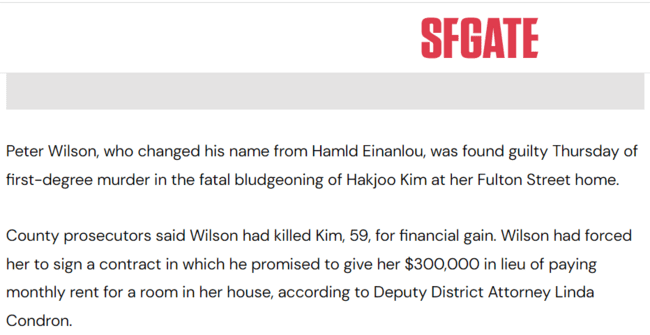 SFGATE
Peter Wilson, who changed his name from Hamld Einanlou, was found guilty Thursday of
first-degree murder in the fatal bludgeoning of Hakjoo Kim at her Fulton Street home.
County prosecutors said Wilson had killed Kim, 59, for financial gain. Wilson had forced
her to sign a contract in which he promised to give her $300,000 in lieu of paying
monthly rent for a room in her house, according to Deputy District Attorney Linda
Condron.